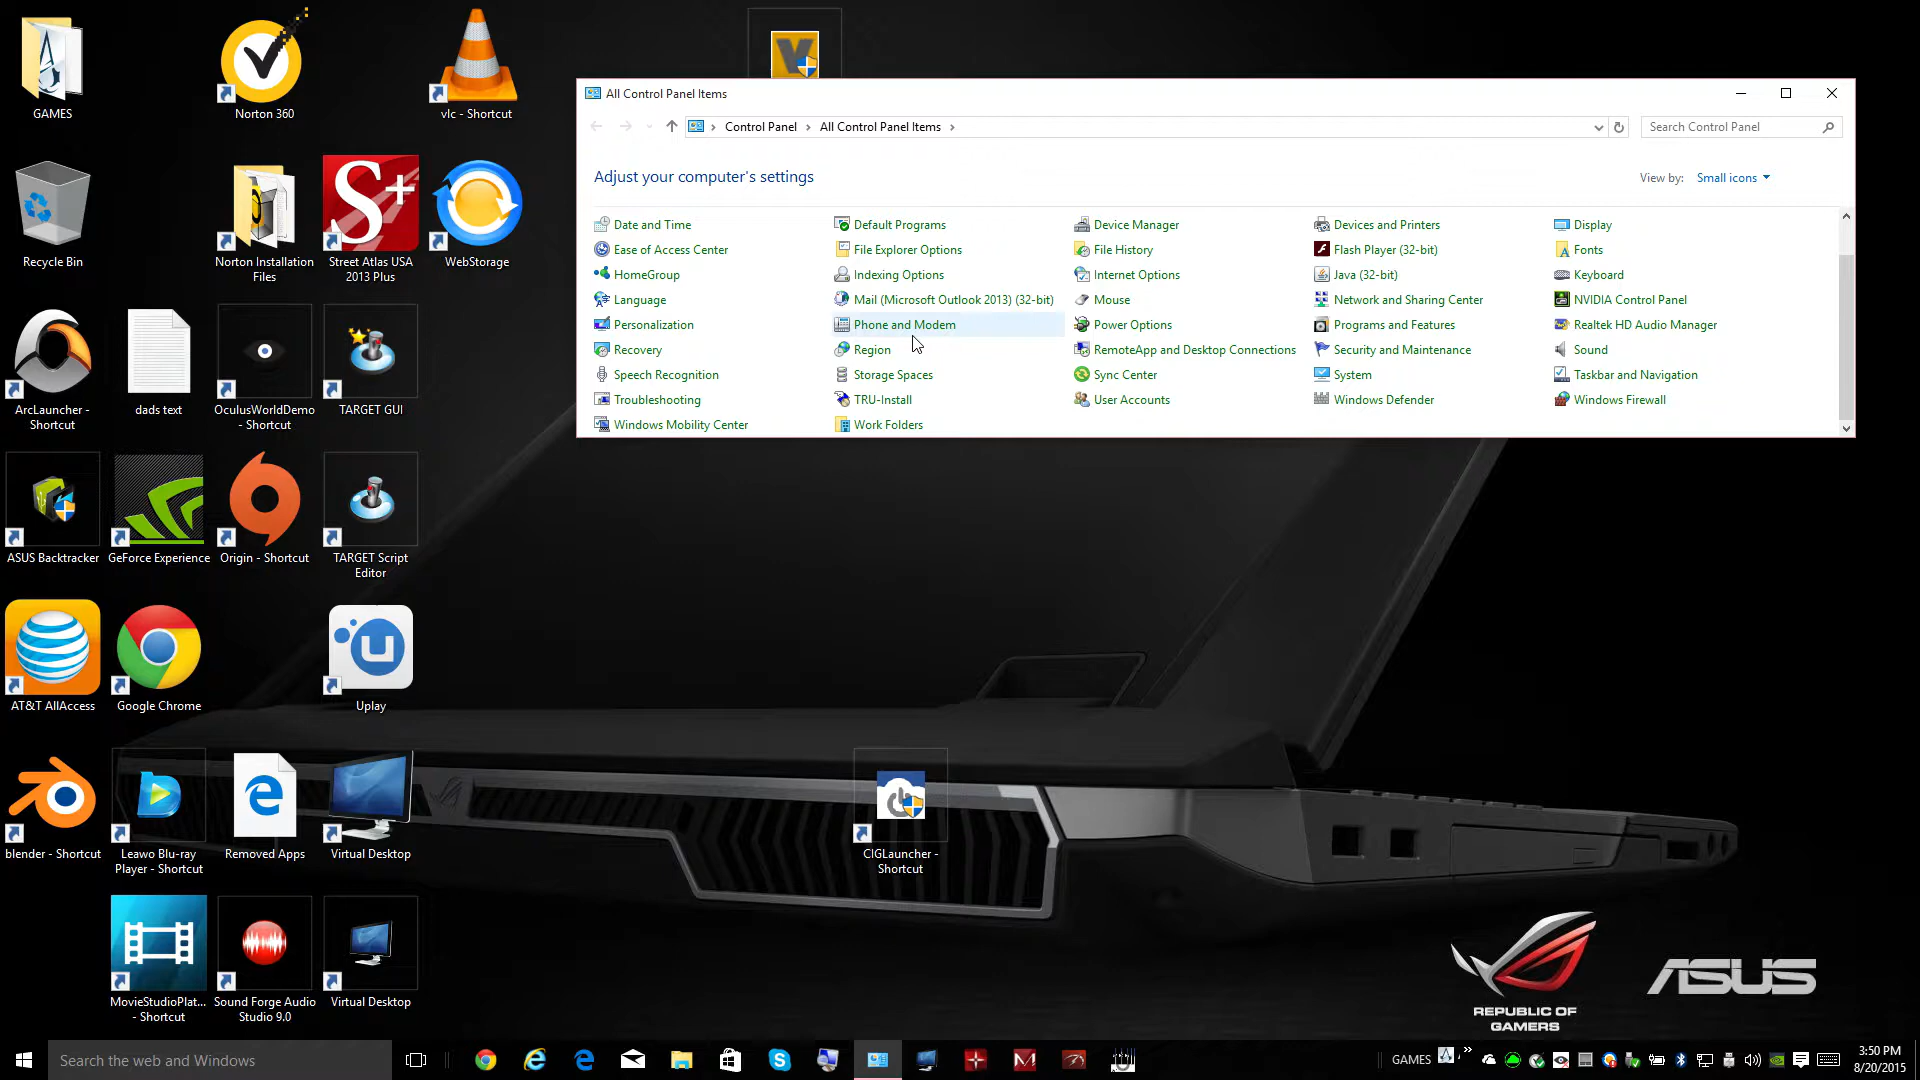 GAMES
Norton 360
vlc - Shortcut
Recycle Bin
Norton Installation
Files
Street Atlas USA
2013 Plus
WebStorage
ArcLauncher -
Shortcut
dads text
OculusWorldDemo
- Shortcut
TARGET GUI
ASUS Backtracker
GeForce Experience
Origin - Shortcut
TARGET Script
Editor
AT&T AllAccess
Google Chrome
Uplay
blender - Shortcut
Leawo Blu-ray
Player - Shortcut
Removed Apps
Virtual Desktop
CIGLauncher -
Shortcut
MovieStudioPlat...
- Shortcut
Sound Forge Audio
Studio 9.0
Virtual Desktop
All Control Panel Items
Control Panel > All Control Panel Items >
Search Control Panel
Adjust your computer's settings
View by: Small icons
Date and Time
Default Programs
Device Manager
Devices and Printers
Display
Ease of Access Center
File Explorer Options
File History
Flash Player (32-bit)
Fonts
HomeGroup
Indexing Options
Internet Options
Java (32-bit)
Keyboard
Language
Mail (Microsoft Outlook 2013) (32-bit)
Mouse
Network and Sharing Center
NVIDIA Control Panel
Personalization
Phone and Modem
Power Options
Programs and Features
Realtek HD Audio Manager
Recovery
Region
RemoteApp and Desktop Connections
Security and Maintenance
Sound
Speech Recognition
Storage Spaces
Sync Center
System
Taskbar and Navigation
Troubleshooting
TRU-Install
User Accounts
Windows Defender
Windows Firewall
Windows Mobility Center
Work Folders
REPUBLIC OF
GAMERS
ASUS
Search the web and Windows
GAMES
3:50 PM
8/20/2015